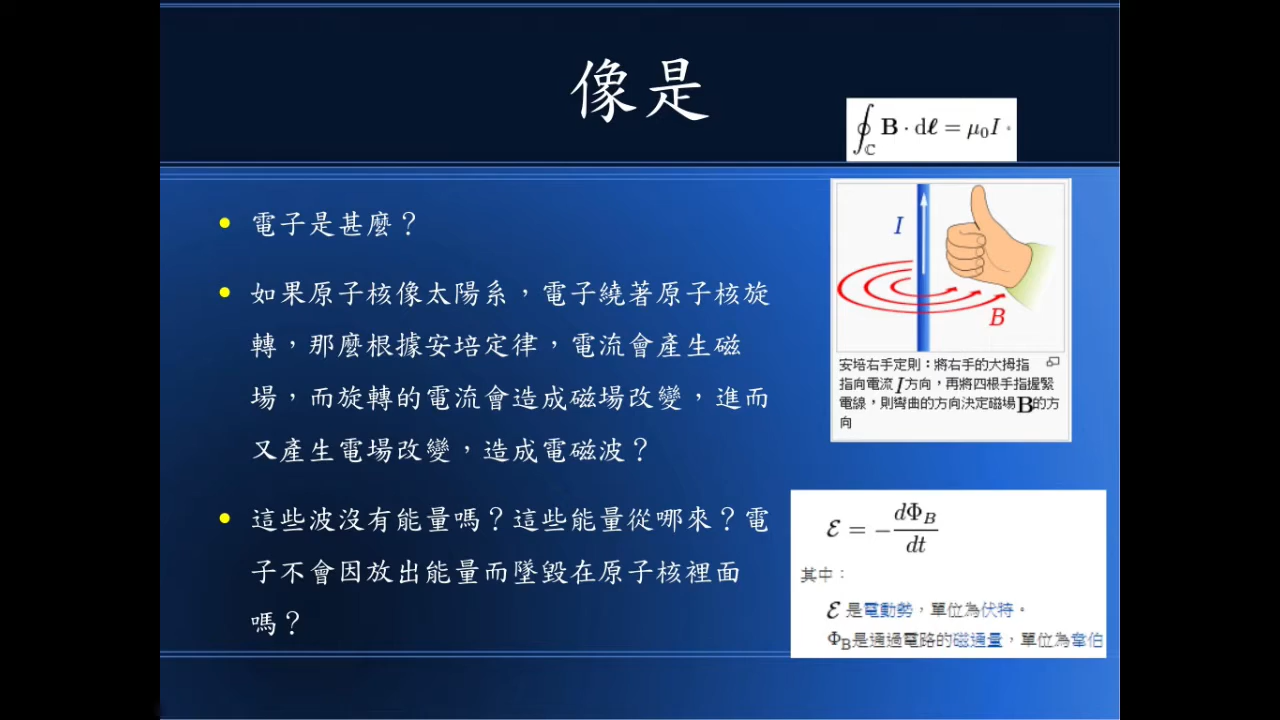 像是
∮_ℂ B · dℓ = μ₀I ·
• 電子是甚麼？
• 如果原子核像太陽系，電子繞著原子核旋
轉，那麼根據安培定律，電流會產生磁
場，而旋轉的電流會造成磁場改變，進而
又產生電場改變，造成電磁波？
• 這些波沒有能量嗎？這些能量從哪來？電
子不會因放出能量而墜毀在原子核裡面
嗎？
I
B
安培右手定則：將右手的大拇指
指向電流I方向，再將四根手指握緊
電線，則彎曲的方向決定磁場B的方
向
ℰ = − dΦ_B / dt
其中：
ℰ 是電動勢，單位為伏特。
Φ_B是通過電路的磁通量，單位為韋伯